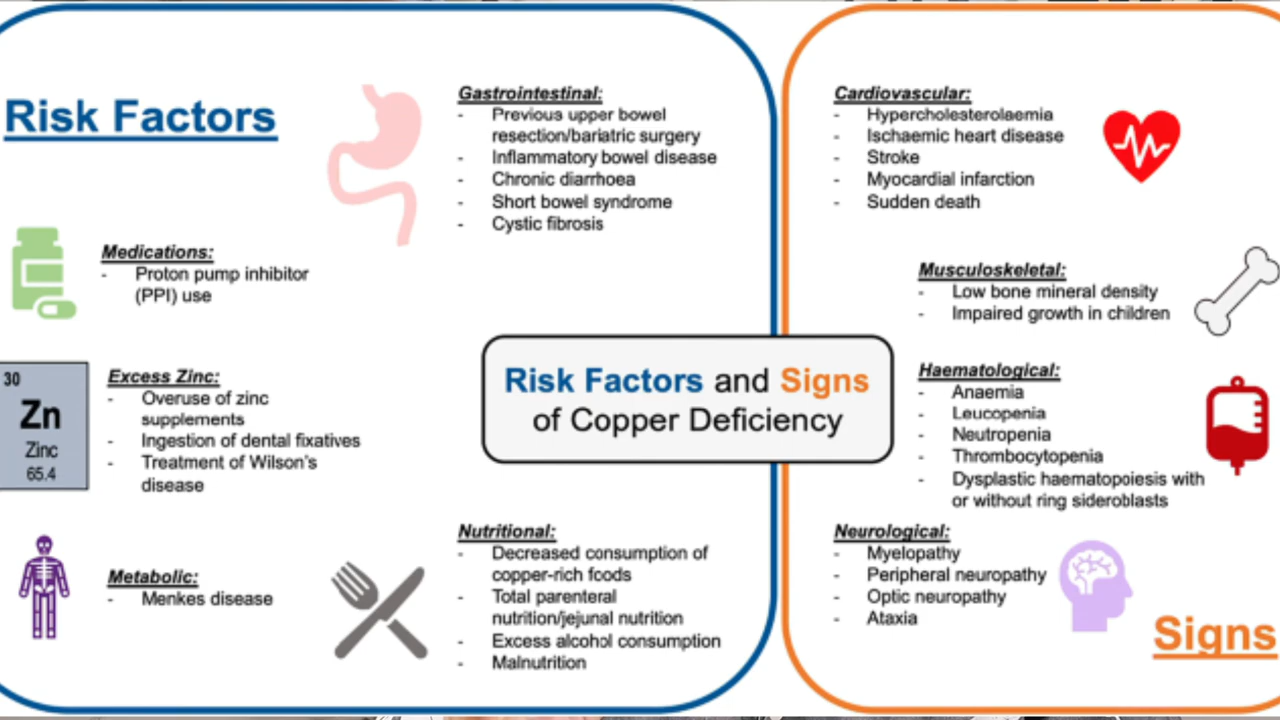 Risk Factors
Gastrointestinal:
- Previous upper bowel
resection/bariatric surgery
- Inflammatory bowel disease
- Chronic diarrhoea
- Short bowel syndrome
- Cystic fibrosis
Medications:
- Proton pump inhibitor
(PPI) use
30
Zn
Zinc
65.4
Excess Zinc:
- Overuse of zinc
supplements
- Ingestion of dental fixatives
- Treatment of Wilson's
disease
Metabolic:
- Menkes disease
Nutritional:
- Decreased consumption of
copper-rich foods
- Total parenteral
nutrition/jejunal nutrition
- Excess alcohol consumption
- Malnutrition
Risk Factors and Signs
of Copper Deficiency
Cardiovascular:
- Hypercholesterolaemia
- Ischaemic heart disease
- Stroke
- Myocardial infarction
- Sudden death
Musculoskeletal:
- Low bone mineral density
- Impaired growth in children
Haematological:
- Anaemia
- Leucopenia
- Neutropenia
- Thrombocytopenia
- Dysplastic haematopoiesis with
or without ring sideroblasts
Neurological:
- Myelopathy
- Peripheral neuropathy
- Optic neuropathy
- Ataxia
Signs